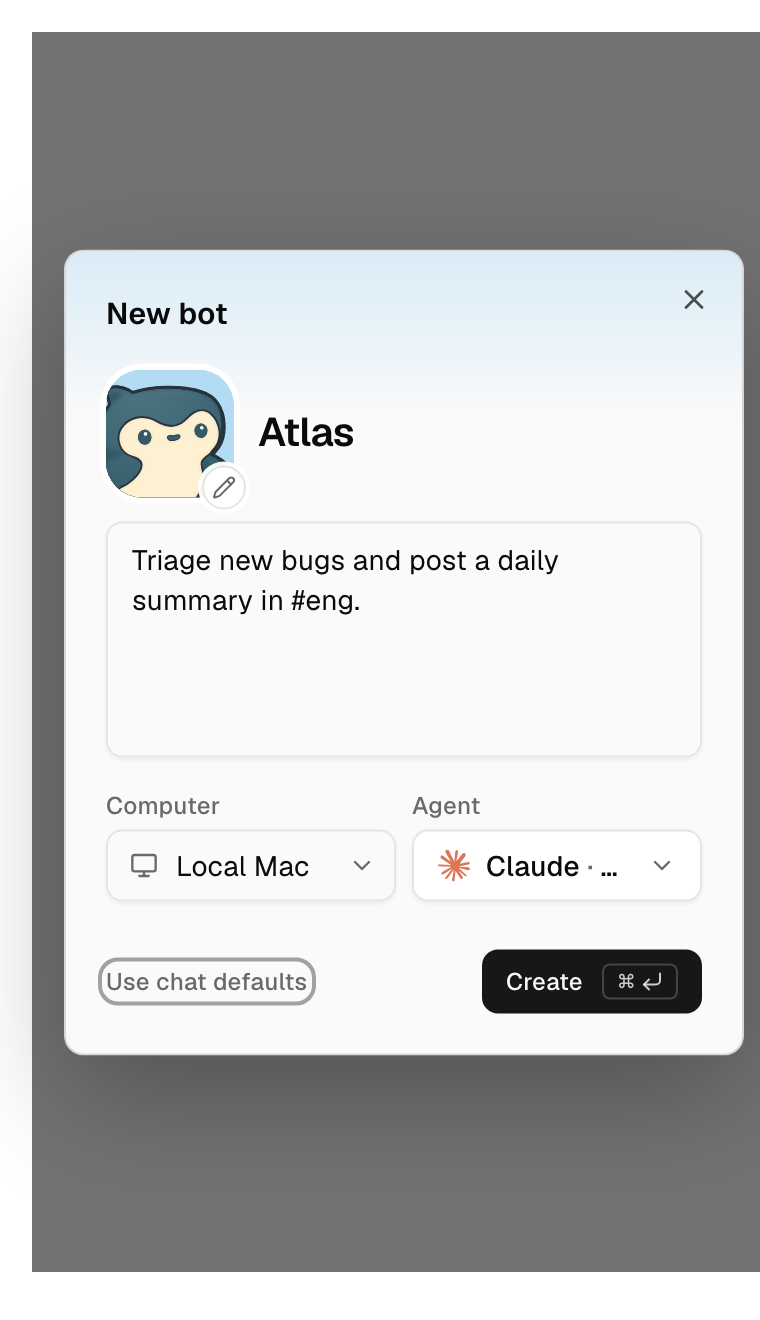 New bot
Atlas
Triage new bugs and post a daily
summary in #eng.
Computer
Agent
Local Mac
Claude · ...
Use chat defaults
Create ⌘ ↵